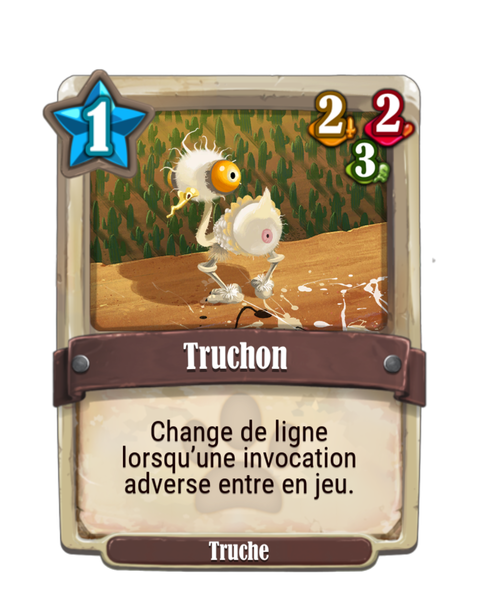 1
2 2
3
Truchon
Change de ligne
lorsqu'une invocation
adverse entre en jeu.
Truche